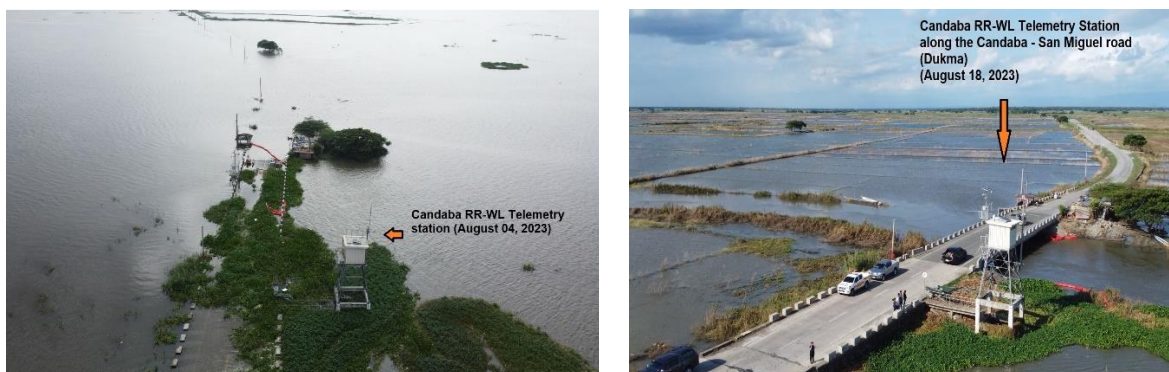 Candaba RR-WL Telemetry
station (August 04, 2023)
Candaba RR-WL Telemetry Station
along the Candaba - San Miguel road
(Dukma)
(August 18, 2023)